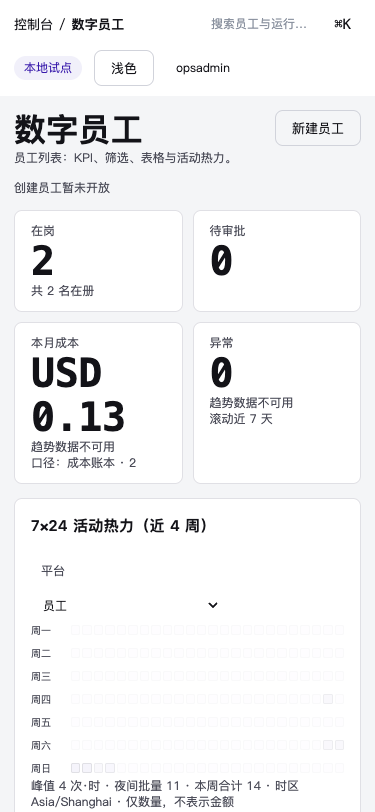 控制台 / 数字员工
搜索员工与运行… ⌘K
本地试点 浅色 opsadmin
数字员工
新建员工
员工列表：KPI、筛选、表格与活动热力。
创建员工暂未开放
在岗
2
共 2 名在册
待审批
0
本月成本
USD
0.13
趋势数据不可用
口径：成本账本 · 2
异常
0
趋势数据不可用
滚动近 7 天
7×24 活动热力（近 4 周）
平台
员工
周一
周二
周三
周四
周五
周六
周日
峰值 4 次·时 · 夜间批量 11 · 本周合计 14 · 时区
Asia/Shanghai · 仅数量，不表示金额